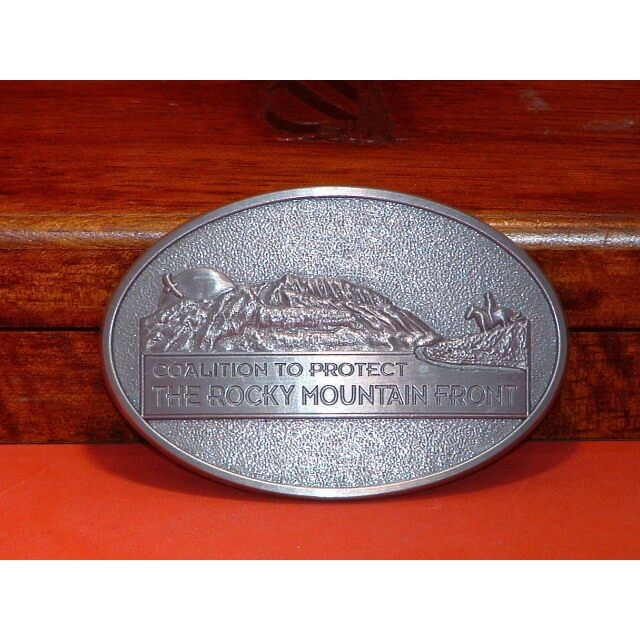 COALITION TO PROTECT
THE ROCKY MOUNTAIN FRONT